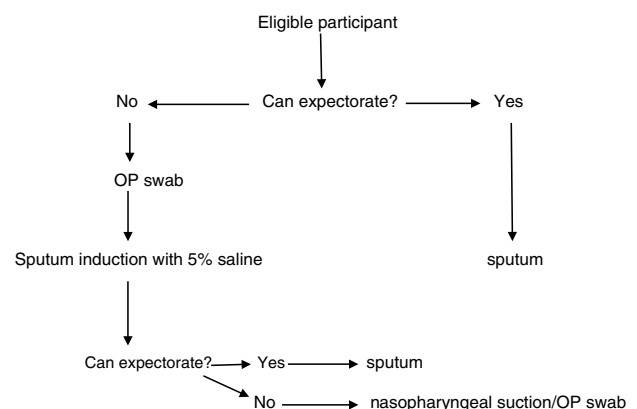 Eligible participant
No
Can expectorate?
Yes
OP swab
Sputum induction with 5% saline
sputum
Can expectorate?
Yes
sputum
No
nasopharyngeal suction/OP swab